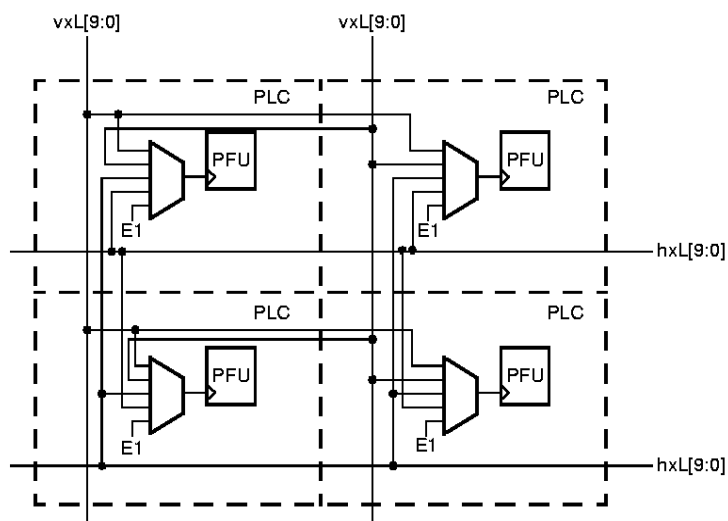 vxL[9:0] vxL[9:0]
PLC PLC
PFU PFU
E1 E1
hxL[9:0]
PLC PLC
PFU PFU
E1 E1
hxL[9:0]